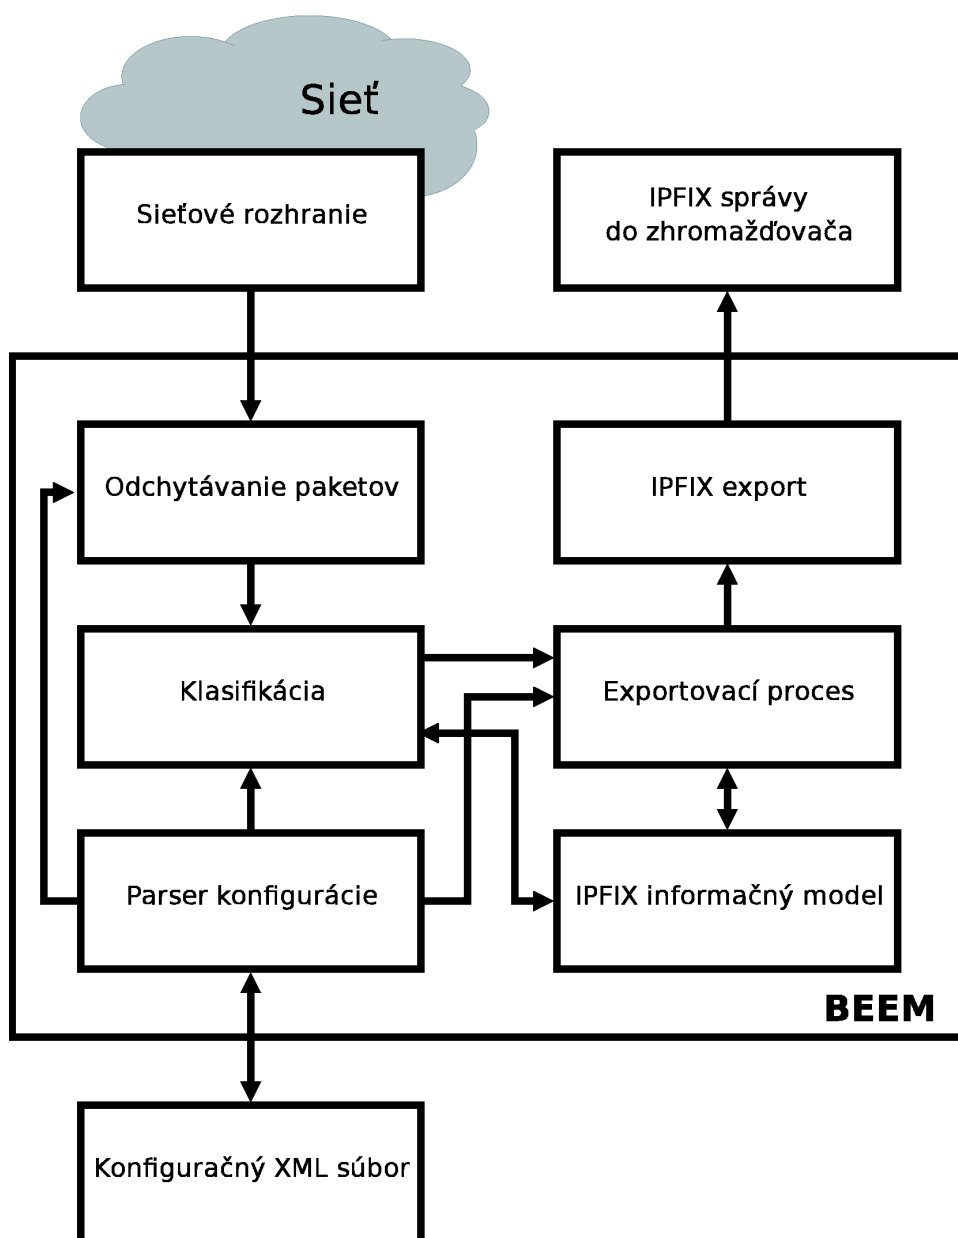 Sieť
Sieťové rozhranie
IPFIX správy
do zhromažďovača
Odchytávanie paketov
IPFIX export
Klasifikácia
Exportovací proces
Parser konfigurácie
IPFIX informačný model
BEEM
Konfiguračný XML súbor